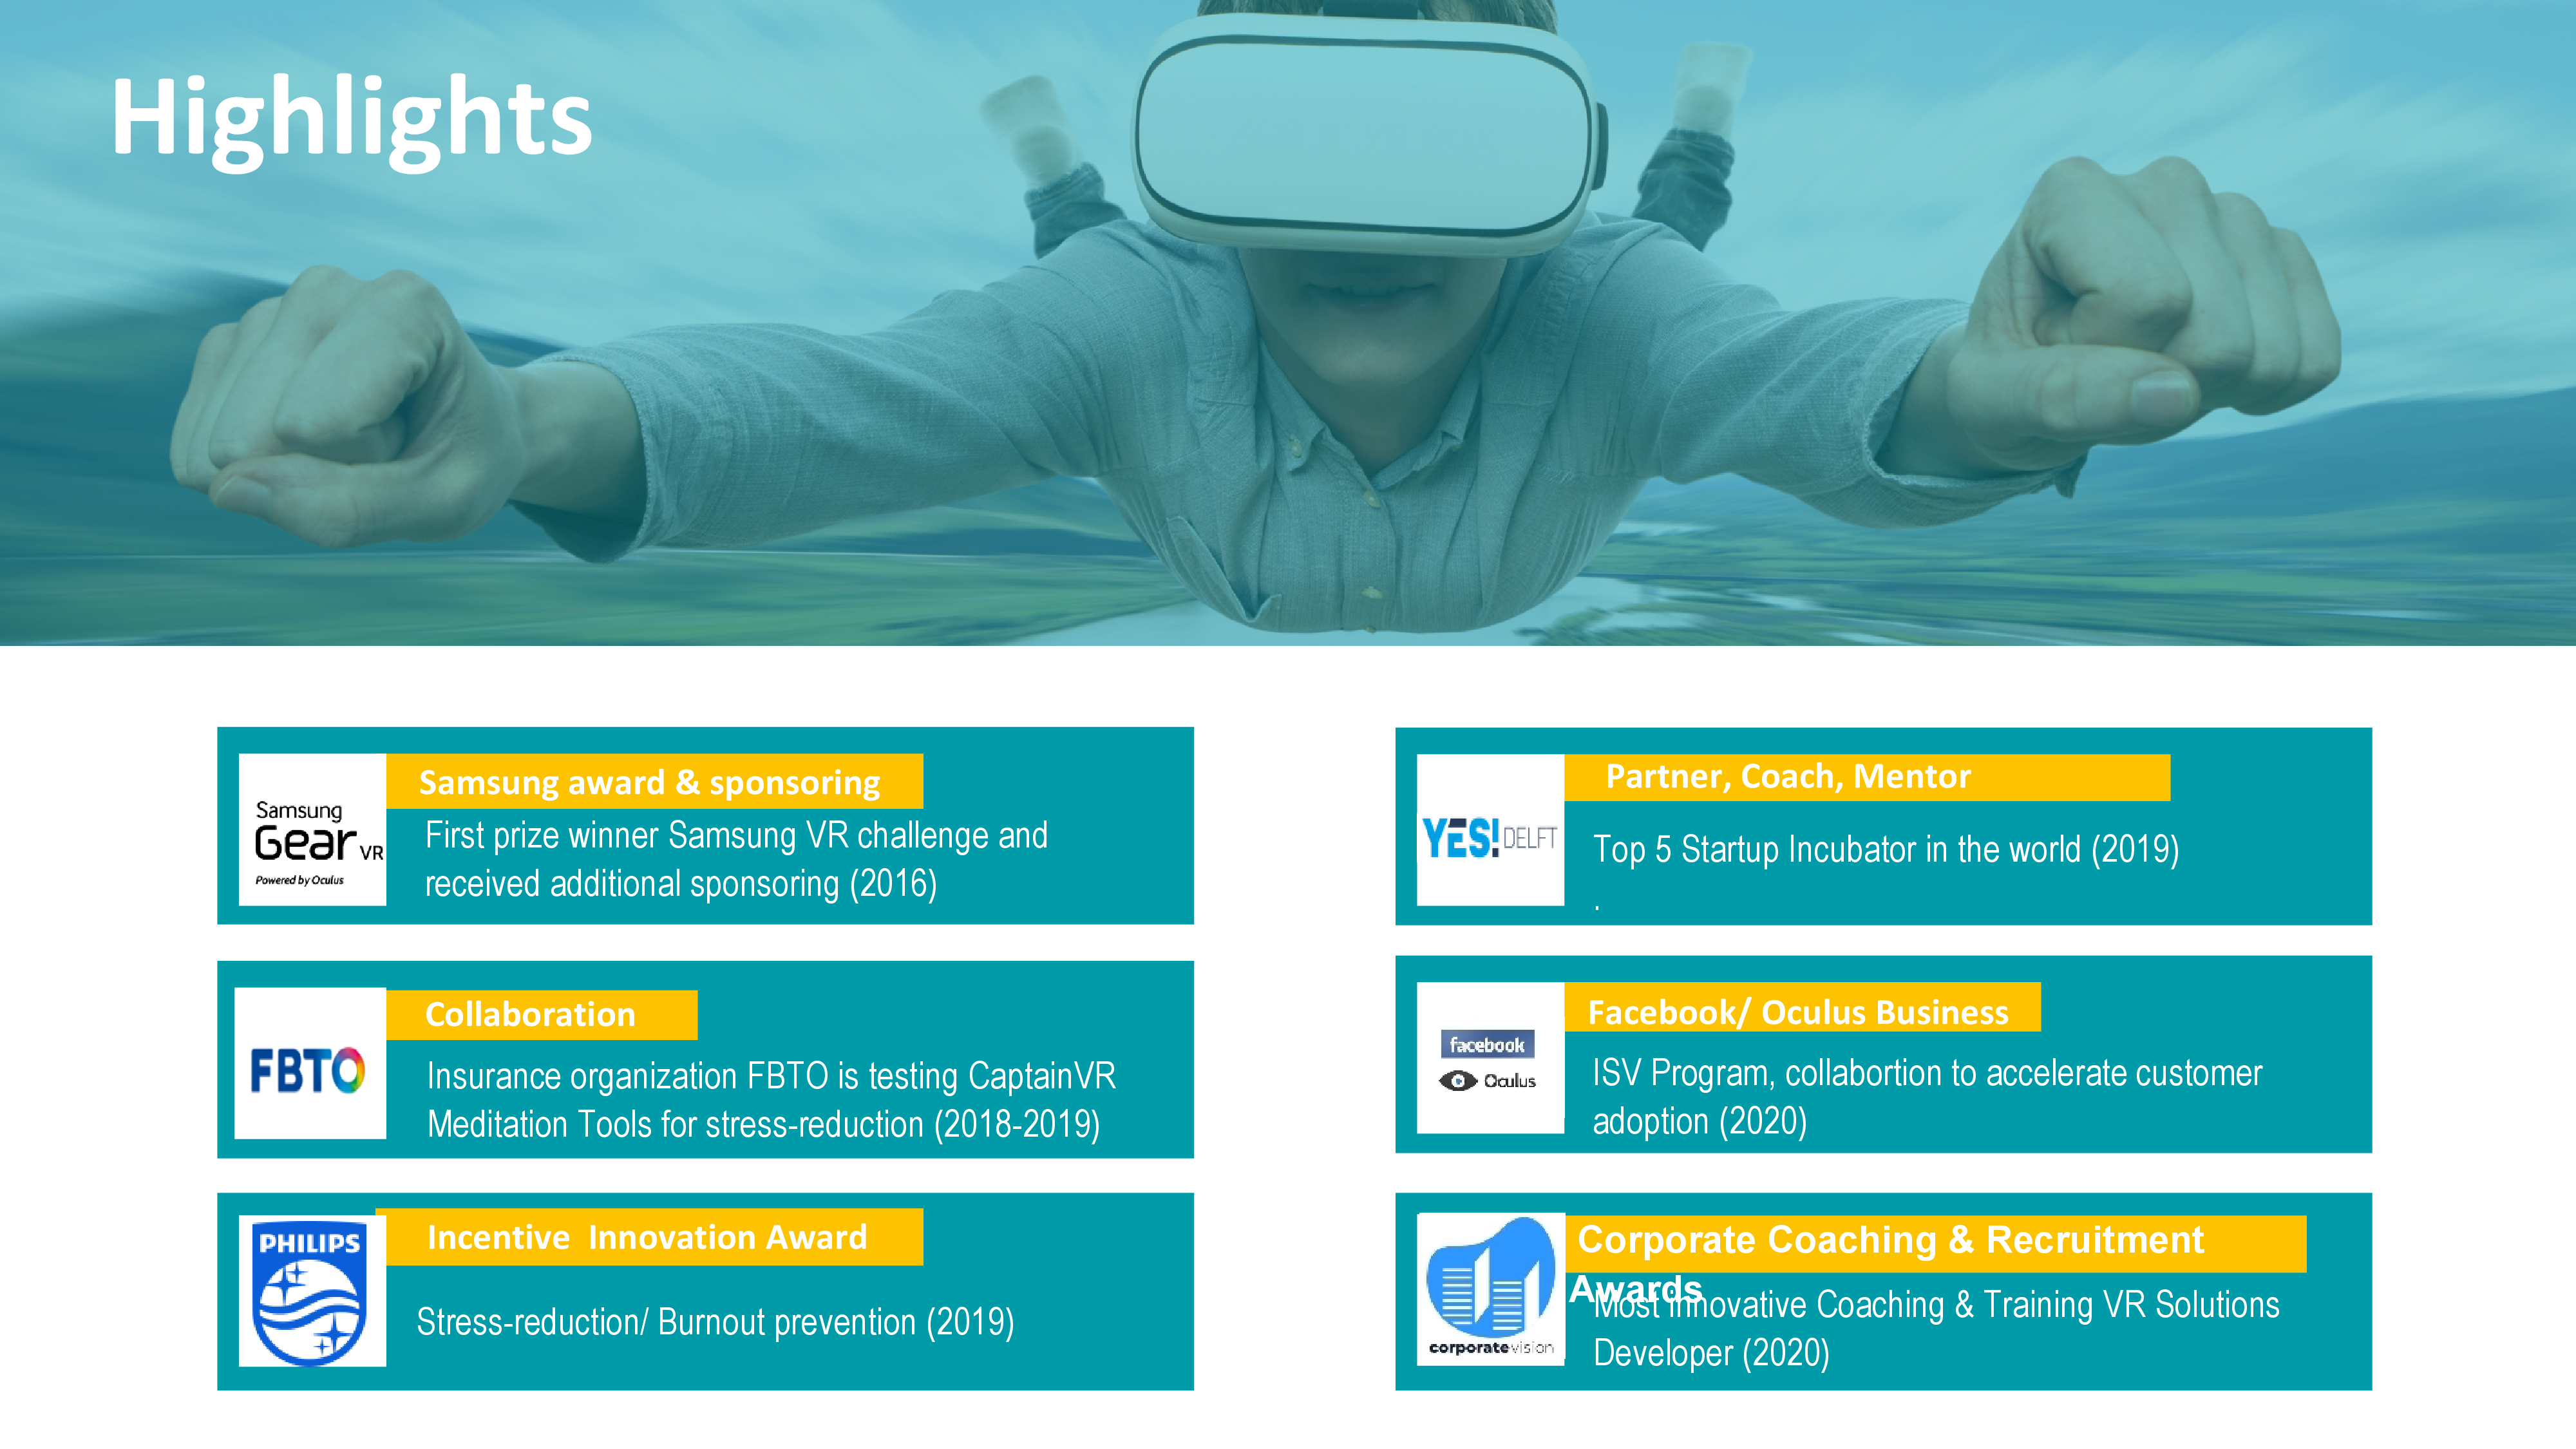 Highlights
Samsung award & sponsoring
Samsung
Gear VR
Powered by Oculus
First prize winner Samsung VR challenge and
received additional sponsoring (2016)
Collaboration
FBTO
Insurance organization FBTO is testing CaptainVR
Meditation Tools for stress-reduction (2018-2019)
Incentive  Innovation Award
PHILIPS
Stress-reduction/ Burnout prevention (2019)
Partner, Coach, Mentor
YES! DELFT
Top 5 Startup Incubator in the world (2019)
.
Facebook/ Oculus Business
facebook
Oculus
ISV Program, collabortion to accelerate customer
adoption (2020)
Corporate Coaching & Recruitment
Awards
corporatevision
Most innovative Coaching & Training VR Solutions
Developer (2020)